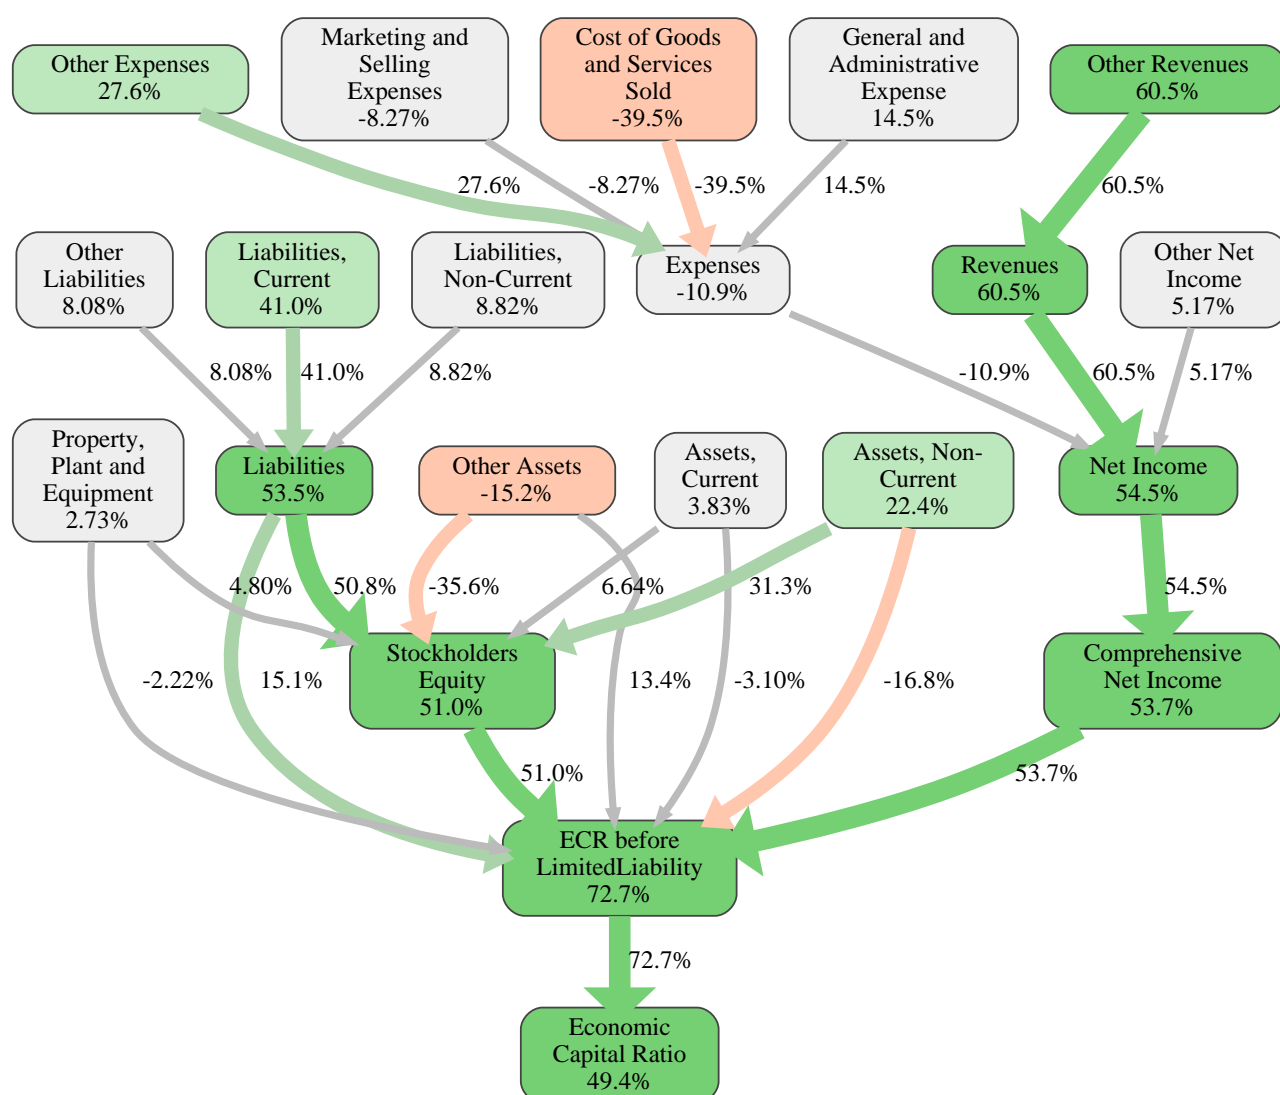 Other Expenses
27.6%
Marketing and
Selling
Expenses
-8.27%
Cost of Goods
and Services
Sold
-39.5%
General and
Administrative
Expense
14.5%
Other Revenues
60.5%
27.6%
-8.27%
-39.5%
14.5%
60.5%
Other
Liabilities
8.08%
Liabilities,
Current
41.0%
Liabilities,
Non-Current
8.82%
Expenses
-10.9%
Revenues
60.5%
Other Net
Income
5.17%
8.08%
41.0%
8.82%
-10.9%
60.5%
5.17%
Property,
Plant and
Equipment
2.73%
Liabilities
53.5%
Other Assets
-15.2%
Assets,
Current
3.83%
Assets, Non-
Current
22.4%
Net Income
54.5%
4.80%
50.8%
-35.6%
6.64%
31.3%
54.5%
-2.22%
15.1%
Stockholders
Equity
51.0%
13.4%
-3.10%
-16.8%
Comprehensive
Net Income
53.7%
51.0%
53.7%
ECR before
LimitedLiability
72.7%
72.7%
Economic
Capital Ratio
49.4%